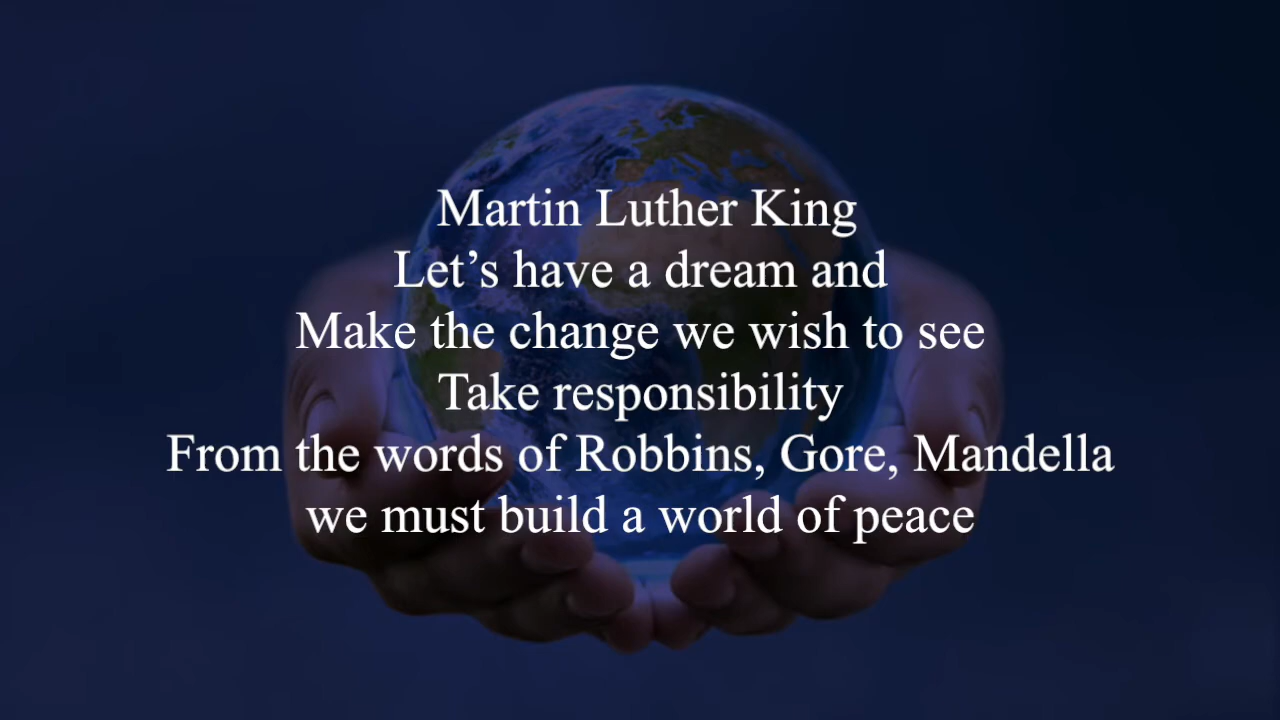 Martin Luther King
Let’s have a dream and
Make the change we wish to see
Take responsibility
From the words of Robbins, Gore, Mandella
we must build a world of peace